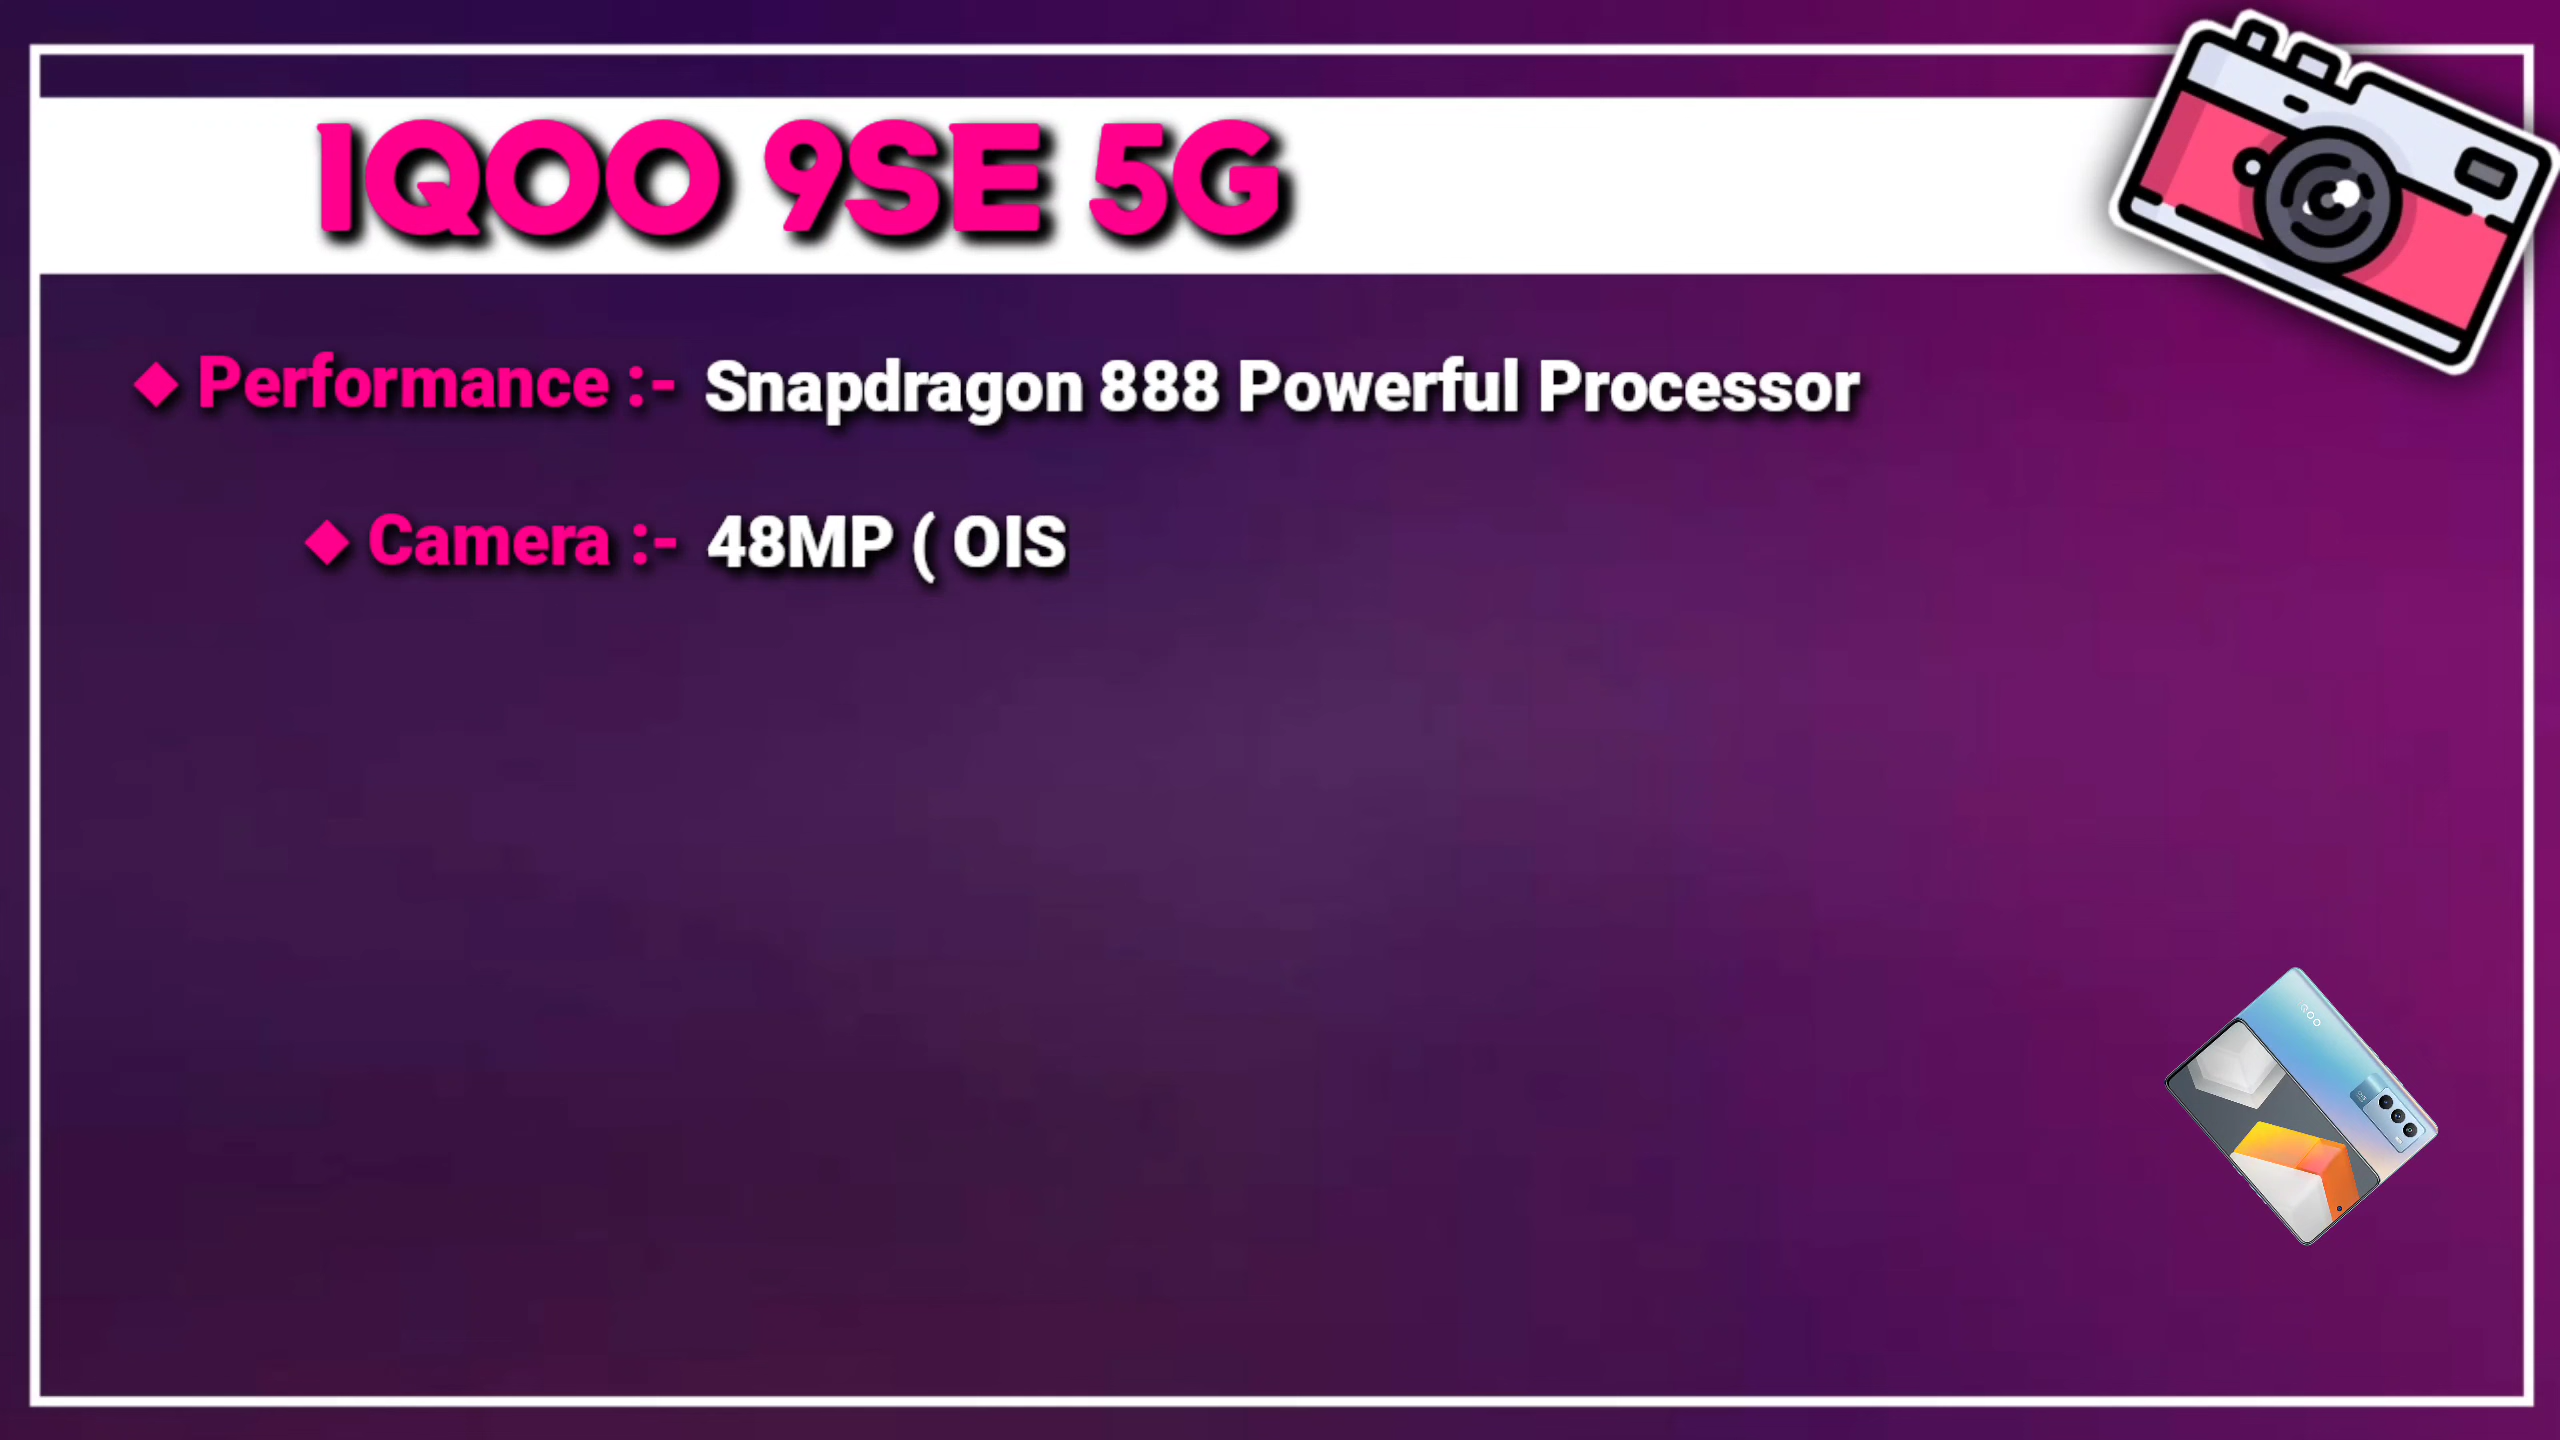 IQOO 9SE 5G
◆ Performance :- Snapdragon 888 Powerful Processor
◆ Camera :- 48MP ( OIS